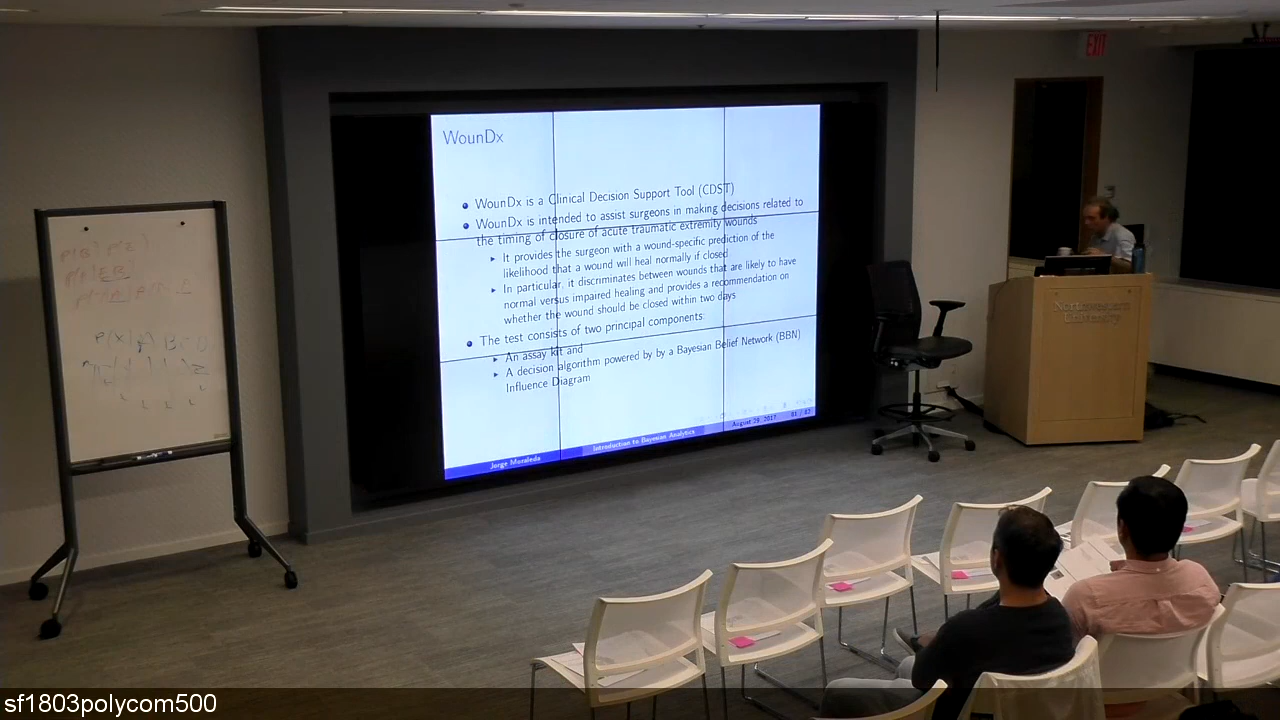 EXIT
WounDx
WounDx is a Clinical Decision Support Tool (CDST)
WounDx is intended to assist surgeons in making decisions related to
the timing of closure of acute traumatic extremity wounds
It provides the surgeon with a wound-specific prediction of the
likelihood that a wound will heal normally if closed
In particular, it discriminates between wounds that are likely to have
normal versus impaired healing and provides a recommendation on
whether the wound should be closed within two days
The test consists of two principal components:
An assay kit and
A decision algorithm powered by by a Bayesian Belief Network (BBN)
Influence Diagram
Jorge Moraleda
Introduction to Bayesian Analytics
August 29, 2017
61 / 62
Northwestern
University
sf1803polycom500